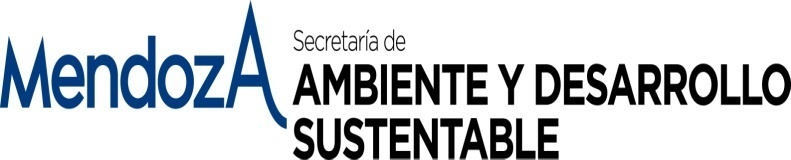 MendozA
Secretaría de
AMBIENTE Y DESARROLLO
SUSTENTABLE